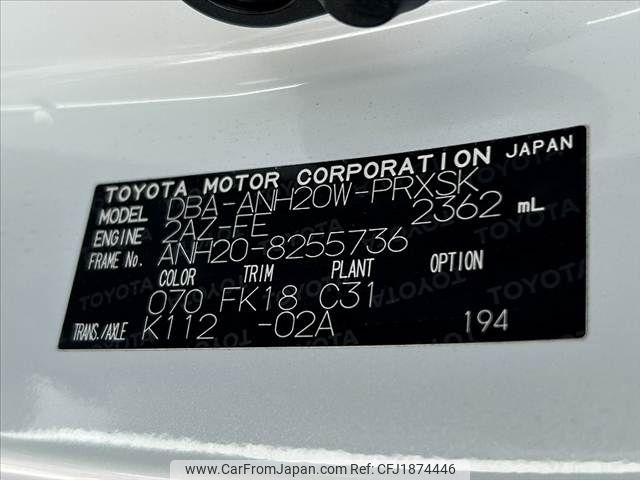 TOYOTA MOTOR CORPORATION JAPAN
MODEL DBA-ANH20W-PRXSK
ENGINE 2AZ-FE 2362 mL
FRAME No. ANH20-8255736
COLOR TRIM PLANT OPTION
070 FK18 C31
TRANS./AXLE K112 -02A 194
www.CarFromJapan.com Ref. No: CFJ1874446